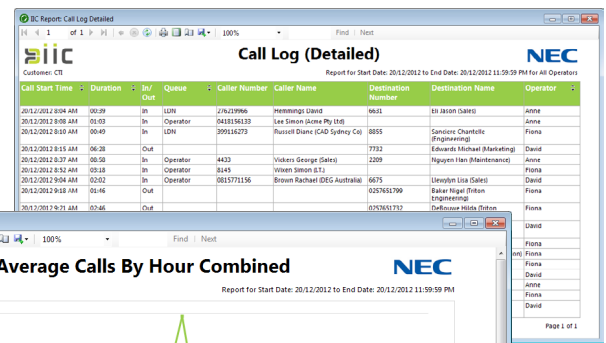 IIC Report: Call Log Detailed
1 of 1 100% Find | Next
iic
Call Log (Detailed)
NEC
Customer: CTI
Report for Start Date: 20/12/2012 to End Date: 20/12/2012 11:59:59 PM for All Operators
Call Start Time Duration In/ Out Queue Caller Number Caller Name Destination Number Destination Name Operator
20/12/2012 8:04 AM 00:39 In LDN 276219966 Hemmings David 6631 Eli Jason (Sales) Anne
20/12/2012 8:08 AM 01:03 In Operator 0418156133 Lee Simon (Acme Pty Ltd) Anne
20/12/2012 8:10 AM 00:49 In LDN 399116273 Russell Diane (CAD Sydney Co) 8855 Sanciere Chantelle (Engineering) Fiona
20/12/2012 8:15 AM 06:28 Out 7732 Edwards Michael (Marketing) David
20/12/2012 8:37 AM 08:58 In Operator 4433 Vickers George (Sales) 2209 Nguyen Han (Maintenance) Anne
20/12/2012 8:52 AM 03:18 In Operator 8145 Wixen Simon (I.T.) Fiona
20/12/2012 9:04 AM 02:02 In Operator 0815771156 Brown Rachael (DEG Australia) 6675 Llewylyn Lisa (Sales) David
20/12/2012 9:18 AM 01:46 Out 0257651799 Baker Nigel (Triton Engineering) Fiona
20/12/2012 9:21 AM 02:46 Out 0257651732 DeBouwe Hilda (Triton Fiona
David
Fiona
on) Fiona
Fiona
David
Anne
Fiona
David
Page 1 of 1
100% Find | Next
Average Calls By Hour Combined
NEC
Report for Start Date: 20/12/2012 to End Date: 20/12/2012 11:59:59 PM